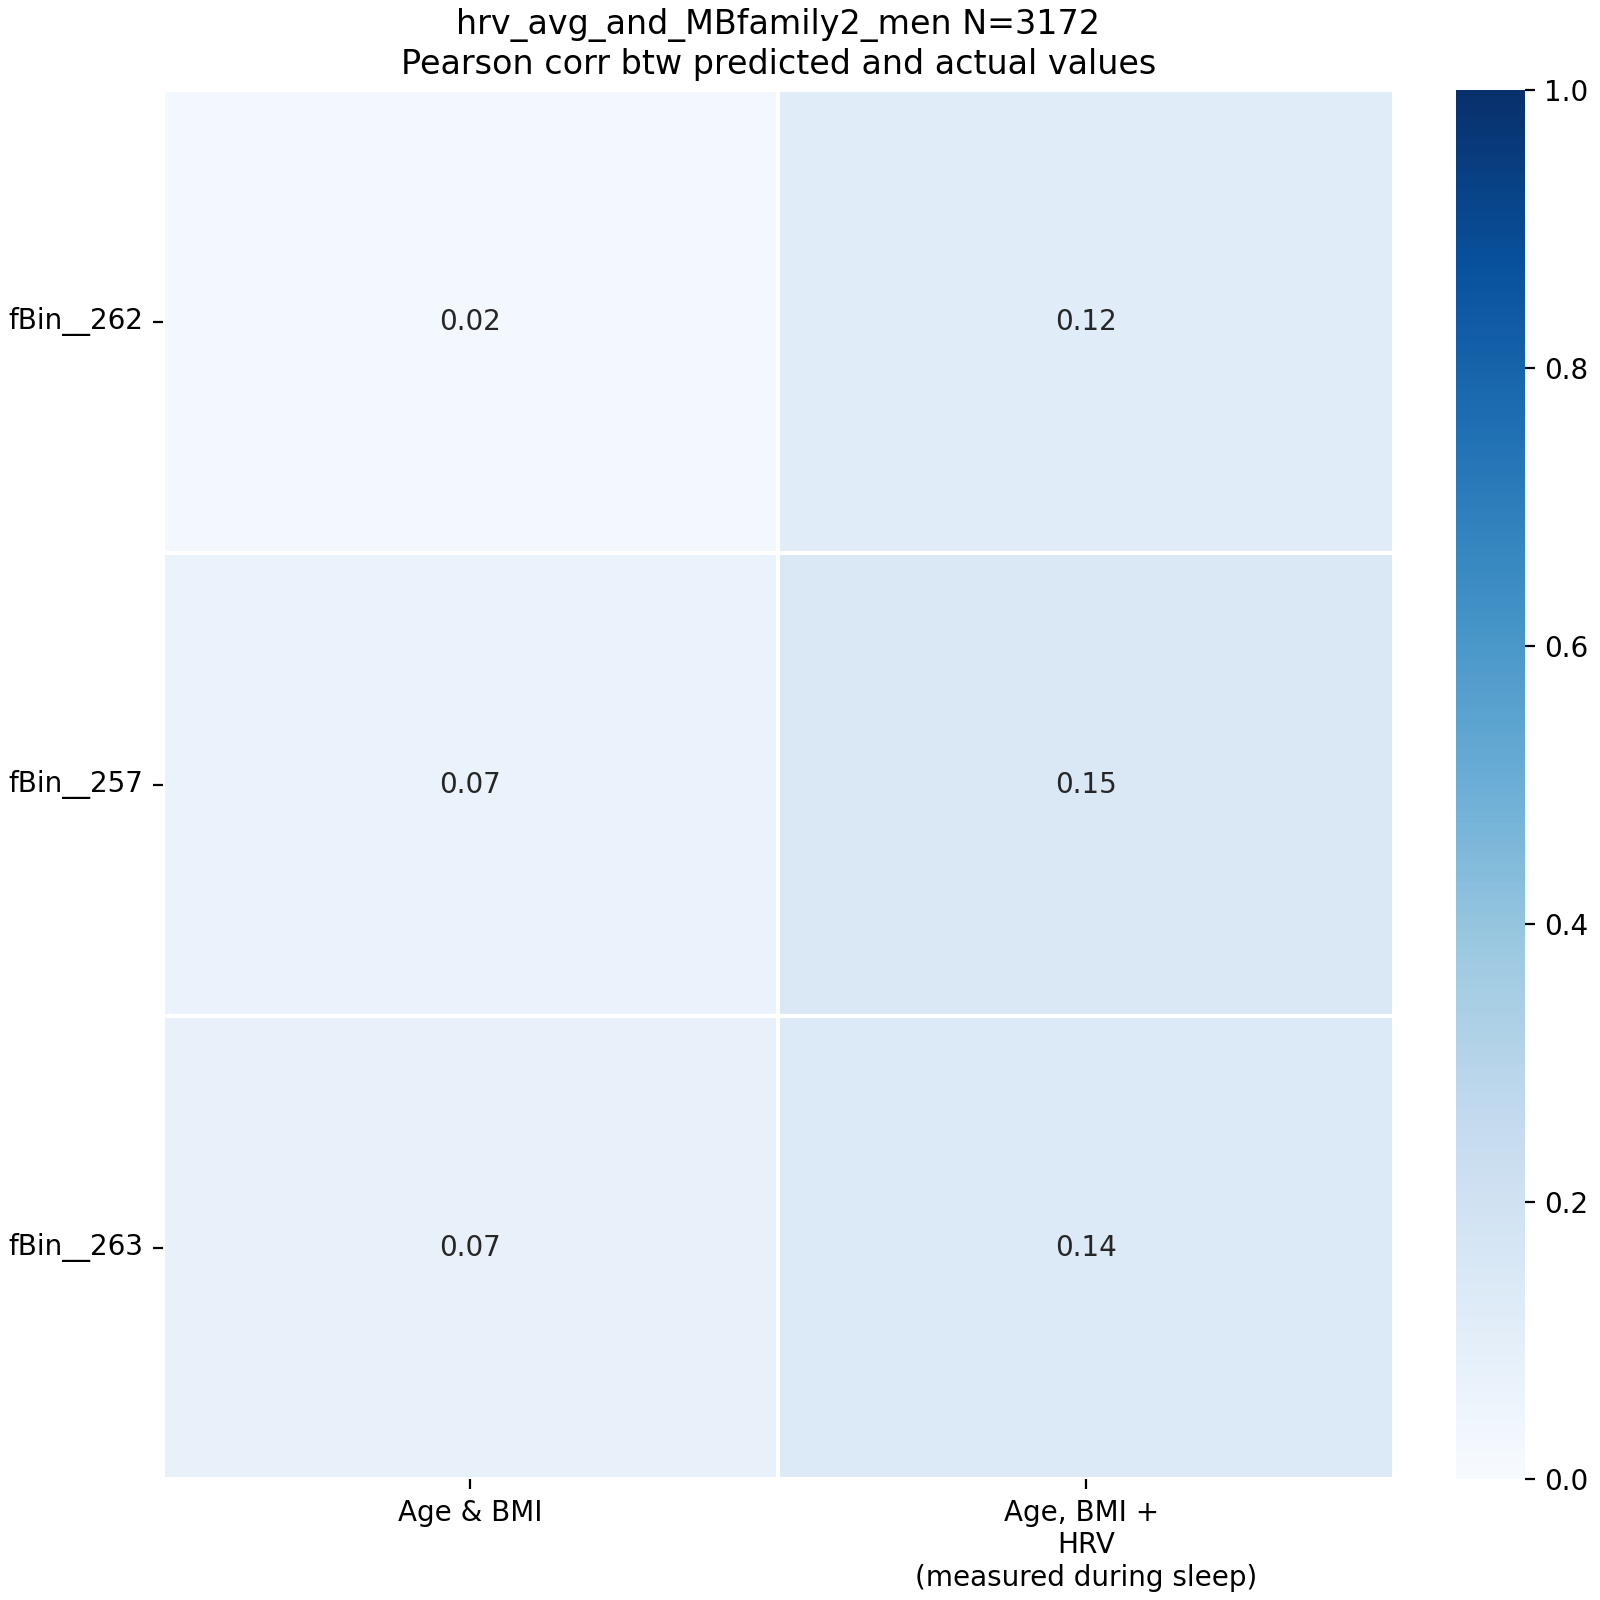 hrv_avg_and_MBfamily2_men N=3172
Pearson corr btw predicted and actual values
fBin__262
0.02
0.12
fBin__257
0.07
0.15
fBin__263
0.07
0.14
Age & BMI
Age, BMI +
HRV
(measured during sleep)
1.0
0.8
0.6
0.4
0.2
0.0